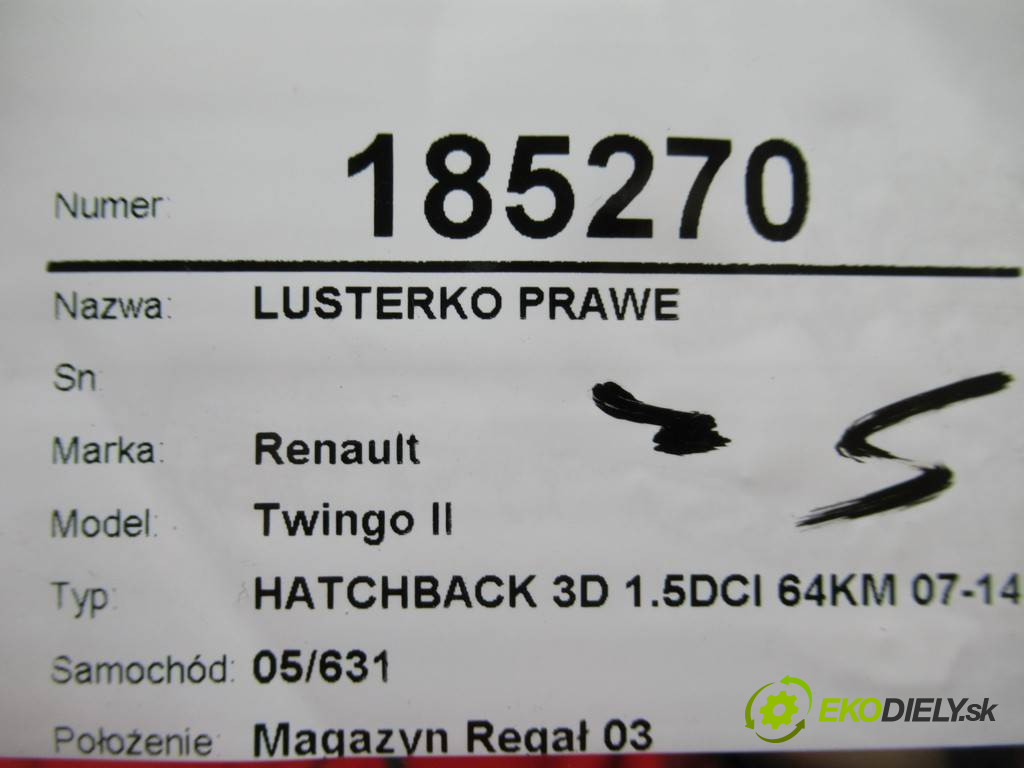 Numer: 185270
Nazwa: LUSTERKO PRAWE
Sn:
Marka: Renault
Model: Twingo II
Typ: HATCHBACK 3D 1.5DCI 64KM 07-14
Samochód: 05/631
Położenie: Magazyn Regał 03
- S
EKODIELY.sk